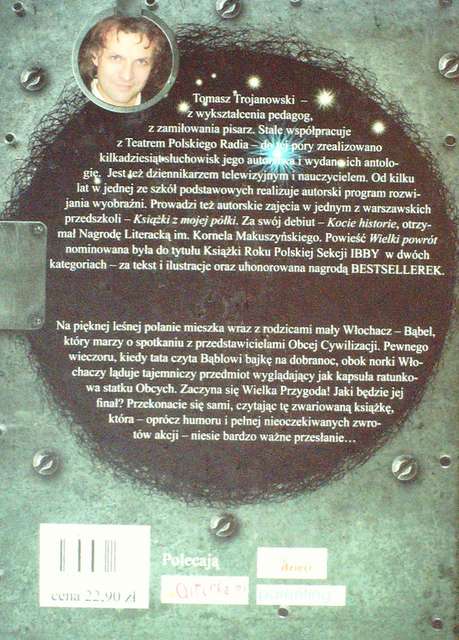 Tomasz Trojanowski –
z wykształcenia pedagog,
z zamiłowania pisarz. Stale współpracuje
z Teatrem Polskiego Radia – do tej pory zrealizowano
kilkadziesiąt słuchowisk jego autorstwa i wydano ich antolo-
gię. Jest też dziennikarzem telewizyjnym i nauczycielem. Od kilku
lat w jednej ze szkół podstawowych realizuje autorski program rozwi-
jania wyobraźni. Prowadzi też autorskie zajęcia w jednym z warszawskich
przedszkoli – Książki z mojej półki. Za swój debiut – Kocie historie, otrzy-
mał Nagrodę Literacką im. Kornela Makuszyńskiego. Powieść Wielki powrót
nominowana była do tytułu Książki Roku Polskiej Sekcji IBBY w dwóch
kategoriach – za tekst i ilustracje oraz uhonorowana nagrodą BESTSELLEREK.
Na pięknej leśnej polanie mieszka wraz z rodzicami mały Włochacz – Bąbel,
który marzy o spotkaniu z przedstawicielami Obcej Cywilizacji. Pewnego
wieczoru, kiedy tata czyta Bąblowi bajkę na dobranoc, obok norki Wło-
chaczy ląduje tajemniczy przedmiot wyglądający jak kapsuła ratunko-
wa statku Obcych. Zaczyna się Wielka Przygoda! Jaki będzie jej
finał? Przekonacie się sami, czytając tę zwariowaną książkę,
która – oprócz humoru i pełnej nieoczekiwanych zwro-
tów akcji – niesie bardzo ważne przesłanie…
cena 22,90 zł
Polecają
dzieci
parenting